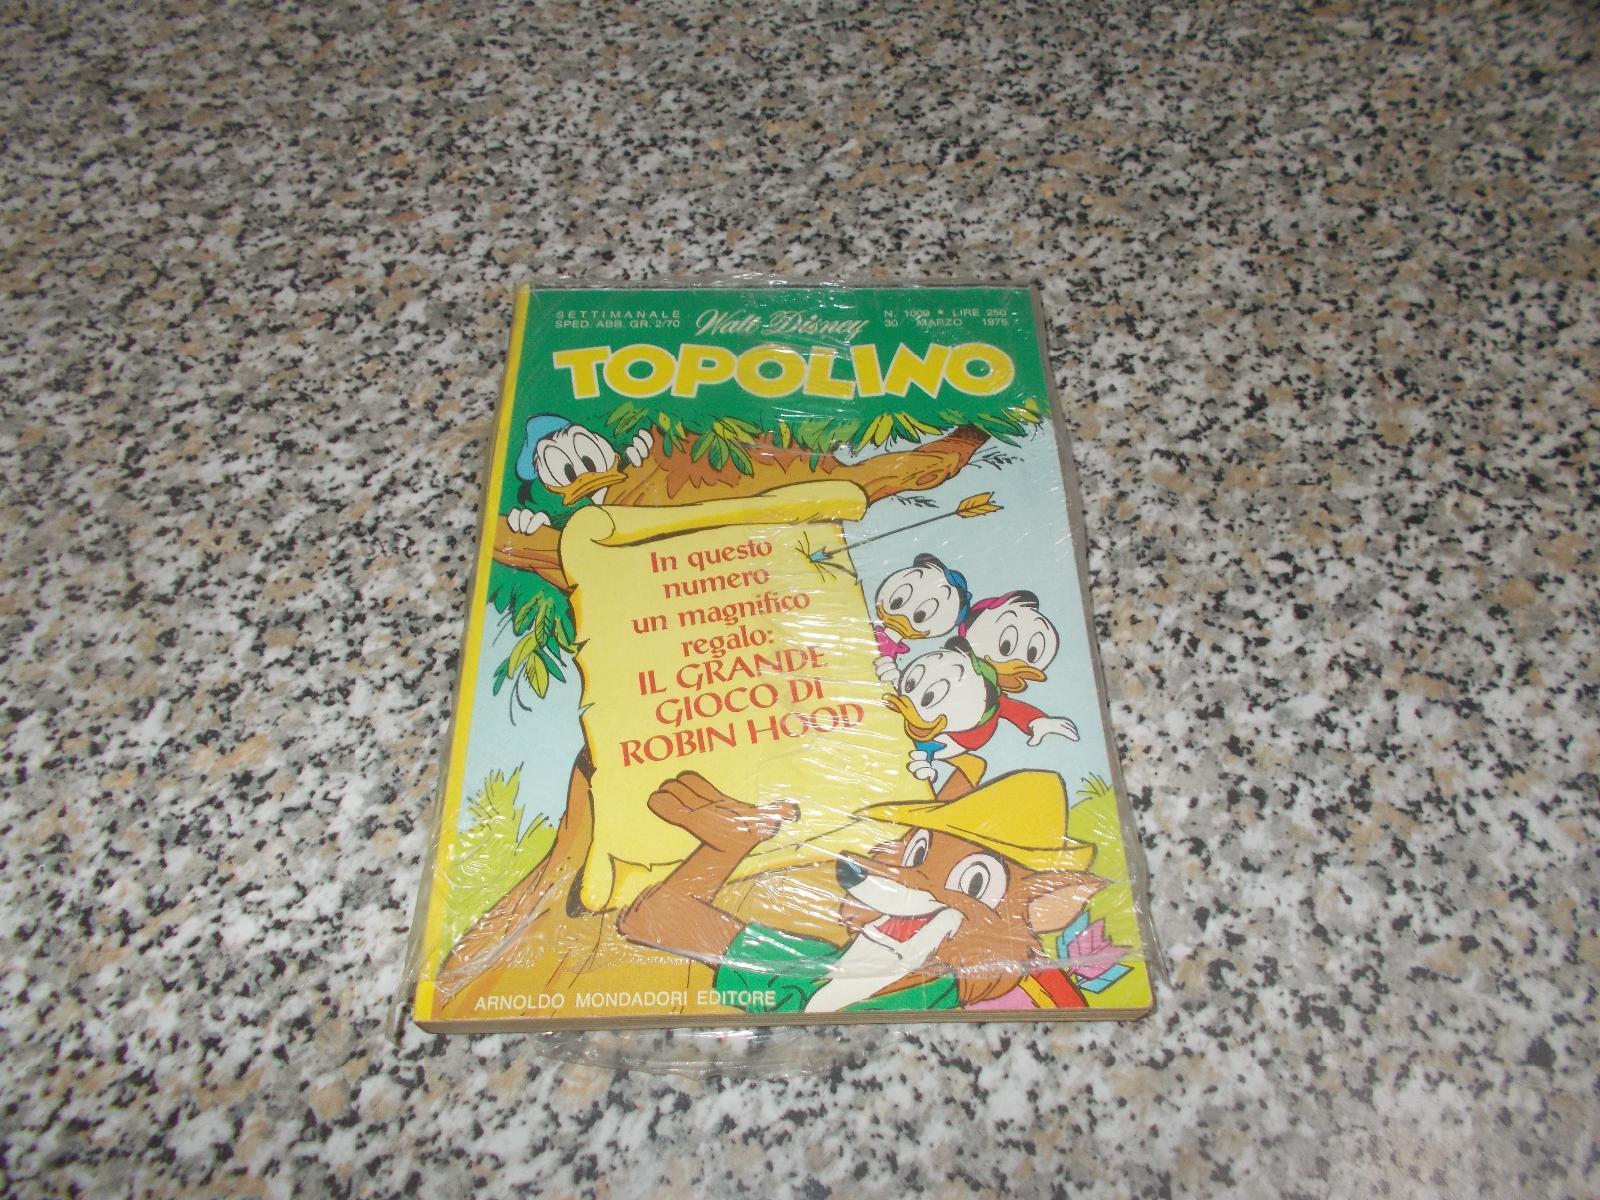 SETTIMANALE
SPED. ABB. GR. 2/70
Walt Disney
N. 1009 * LIRE 250
30 MARZO 1975
TOPOLINO
In questo
numero
un magnifico
regalo:
IL GRANDE
GIOCO DI
ROBIN HOOD
ARNOLDO MONDADORI EDITORE